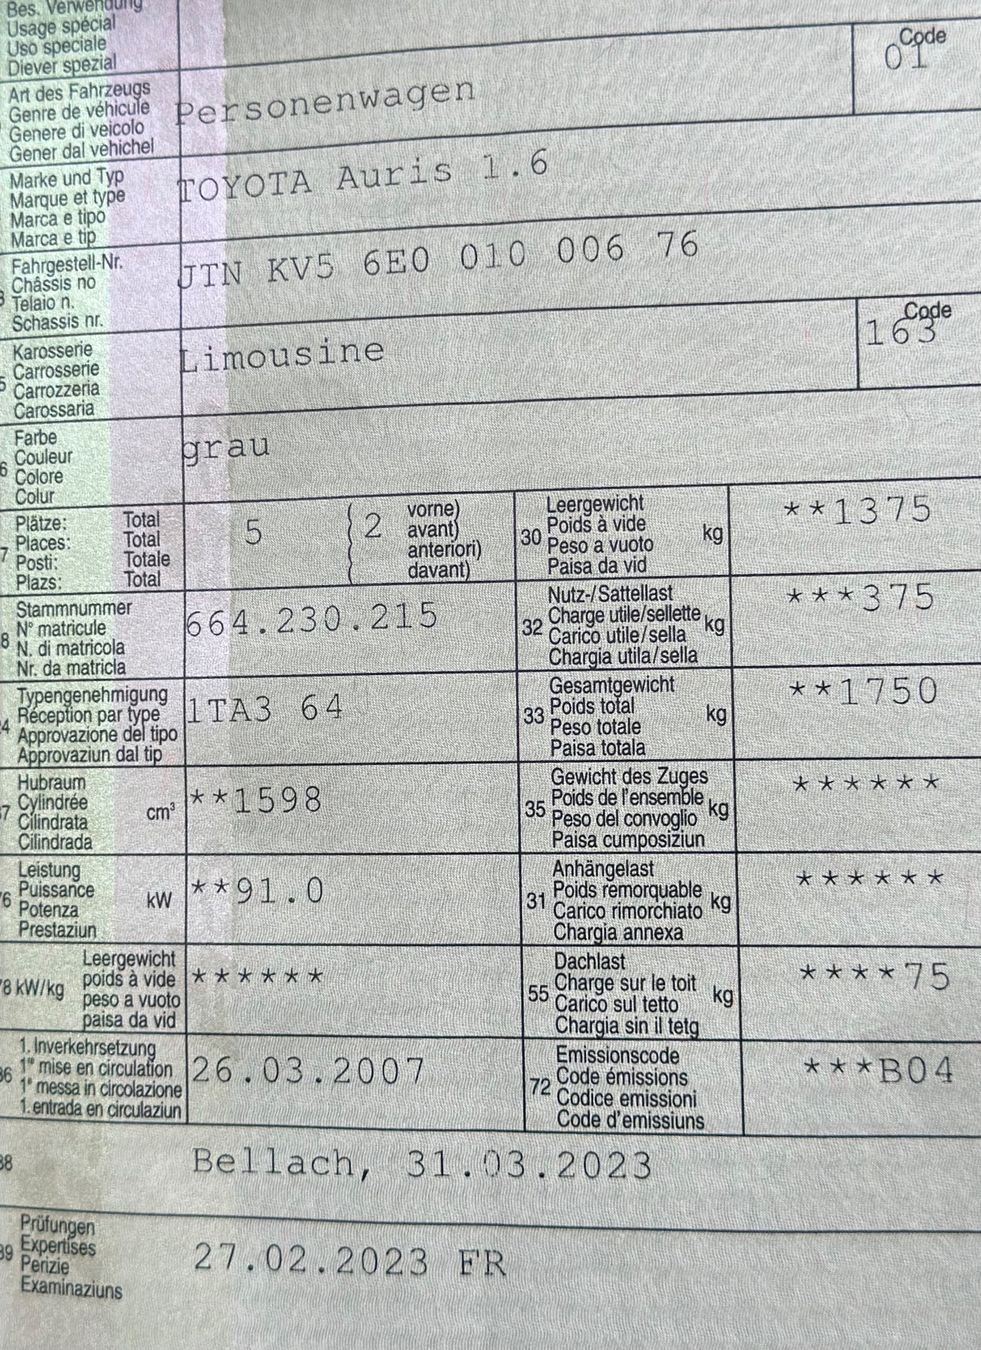 Bes. Verwendung
Usage spécial
Uso speciale
Diever spezial
Art des Fahrzeugs
Genre de véhicule
Genere di veicolo
Gener dal vehichel
Personenwagen
Code
01
Marke und Typ
Marque et type
Marca e tipo
Marca e tip
TOYOTA Auris 1.6
Fahrgestell-Nr.
Châssis no
Telaio n.
Schassis nr.
JTN KV5 6E0 010 006 76
Karosserie
Carrosserie
Carrozzeria
Carossaria
Limousine
Code
163
Farbe
Couleur
Colore
Colur
grau
Plätze: Total
Places: Total
Posti: Totale
Plazs: Total
5
2
vorne)
avant)
anteriori)
davant)
30
Leergewicht
Poids à vide
Peso a vuoto
Paisa da vid
kg
**1375
Stammnummer
N° matricule
N. di matricola
Nr. da matricla
664.230.215
32
Nutz-/Sattellast
Charge utile/sellette
Carico utile/sella
Chargia utila/sella
kg
***375
Typengenehmigung
Réception par type
Approvazione del tipo
Approvaziun dal tip
1TA3 64
33
Gesamtgewicht
Poids total
Peso totale
Paisa totala
kg
**1750
Hubraum
Cylindrée
Cilindrata
Cilindrada
cm³
**1598
35
Gewicht des Zuges
Poids de l'ensemble
Peso del convoglio
Paisa cumposiziun
kg
******
Leistung
Puissance
Potenza
Prestaziun
kW
**91.0
31
Anhängelast
Poids remorquable
Carico rimorchiato
Chargia annexa
kg
******
78 kW/kg
Leergewicht
poids à vide
peso a vuoto
paisa da vid
******
55
Dachlast
Charge sur le toit
Carico sul tetto
Chargia sin il tetg
kg
****75
1. Inverkehrsetzung
1re mise en circulation
1a messa in circolazione
1. entrada en circulaziun
26.03.2007
72
Emissionscode
Code émissions
Codice emissioni
Code d'emissiuns
***B04
Bellach, 31.03.2023
Prüfungen
Expertises
Perizie
Examinaziuns
27.02.2023 FR